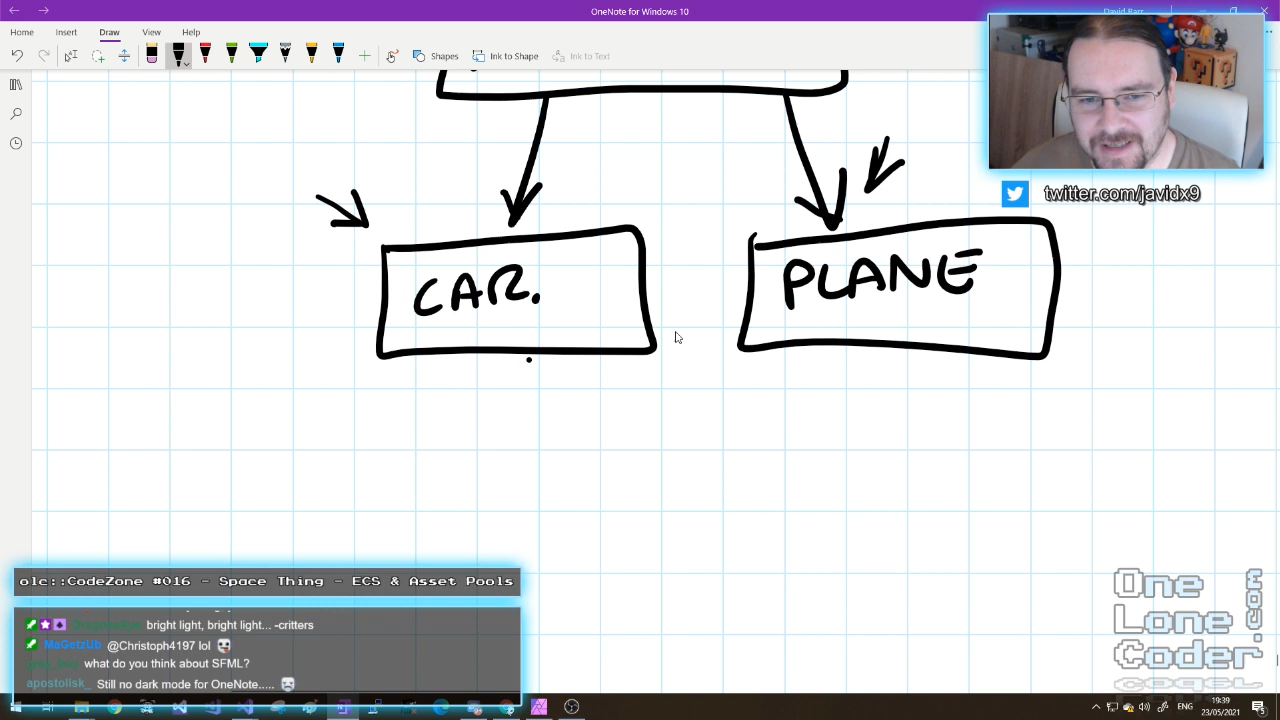 OneNote for Windows 10
David Barr
Home Insert Draw View Help
Shapes Ink to Shape Ink to Text
twitter.com/javidx9
CAR.
PLANE
olc::CodeZone #016 - Space Thing - ECS & Asset Pools
bright light, bright light... -critters
MaGetzUb @Christoph4197 lol
what do you think about SFML?
apostolisk_ Still no dark mode for OneNote.....
One
Lone
Coder
.com
ENG
19:39
23/05/2021